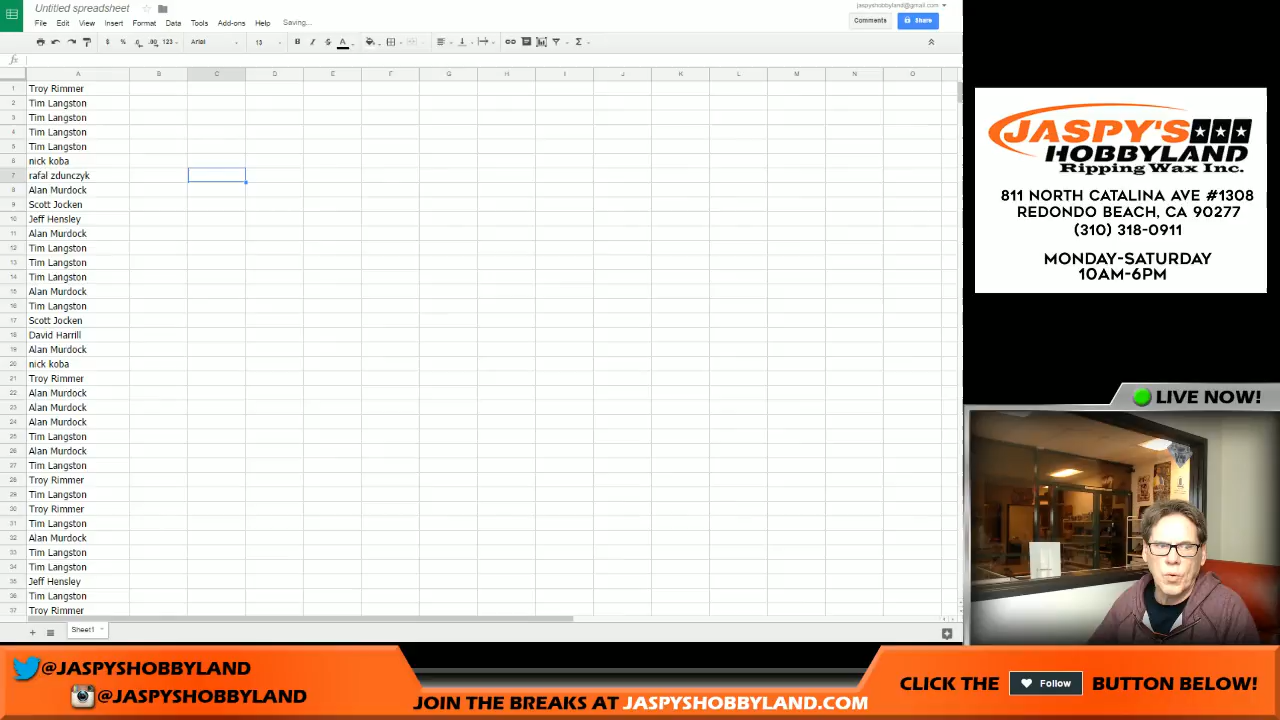 Untitled spreadsheet
jaspyshobbyland@gmail.com
File Edit View Insert Format Data Tools Add-ons Help Saving...
Comments Share
$ % .0 .00 123 Arial 13 B I S A
fx
A B C D E F G H I J K L M N O
1 Troy Rimmer
2 Tim Langston
3 Tim Langston
4 Tim Langston
5 Tim Langston
6 nick koba
7 rafal zdunczyk
8 Alan Murdock
9 Scott Jocken
10 Jeff Hensley
11 Alan Murdock
12 Tim Langston
13 Tim Langston
14 Tim Langston
15 Alan Murdock
16 Tim Langston
17 Scott Jocken
18 David Harrill
19 Alan Murdock
20 nick koba
21 Troy Rimmer
22 Alan Murdock
23 Alan Murdock
24 Alan Murdock
25 Tim Langston
26 Alan Murdock
27 Tim Langston
28 Troy Rimmer
29 Tim Langston
30 Troy Rimmer
31 Tim Langston
32 Alan Murdock
33 Tim Langston
34 Tim Langston
35 Jeff Hensley
36 Tim Langston
37 Troy Rimmer
Sheet1
JASPY'S
HOBBYLAND
Ripping Wax Inc.
811 NORTH CATALINA AVE #1308
REDONDO BEACH, CA 90277
(310) 318-0911
MONDAY-SATURDAY
10AM-6PM
LIVE NOW!
@JASPYSHOBBYLAND
@JASPYSHOBBYLAND
JOIN THE BREAKS AT JASPYSHOBBYLAND.COM
CLICK THE Follow BUTTON BELOW!